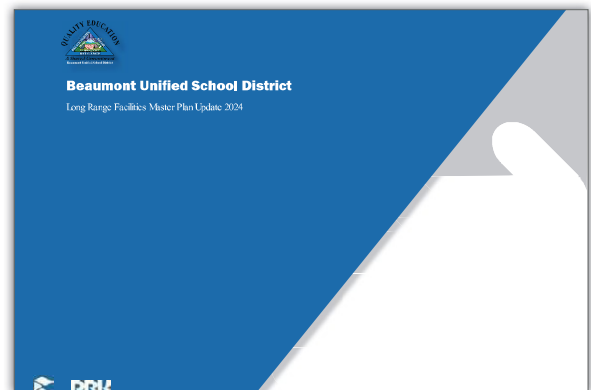 QUALITY EDUCATION
Beaumont Unified School District
Long Range Facilities Master Plan Update 2024